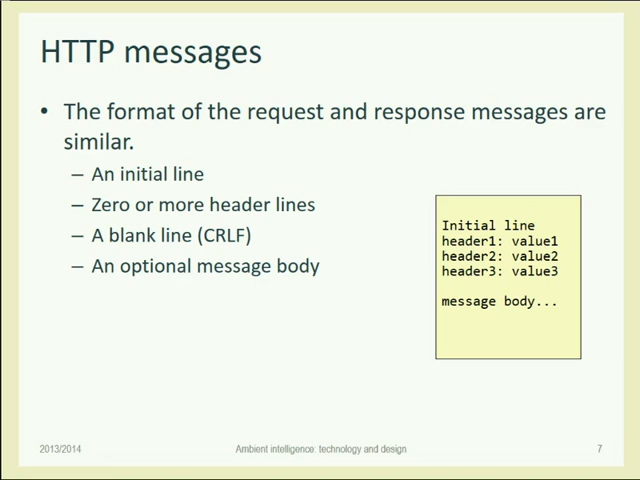 HTTP messages
• The format of the request and response messages are
similar.
– An initial line
– Zero or more header lines
– A blank line (CRLF)
– An optional message body
Initial line
header1: value1
header2: value2
header3: value3
message body...
2013/2014
Ambient intelligence: technology and design
7